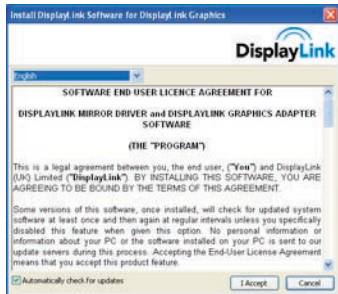 Install DisplayLink Software for DisplayLink Graphics
DisplayLink
English
SOFTWARE END USER LICENCE AGREEMENT FOR
DISPLAYLINK MIRROR DRIVER and DISPLAYLINK GRAPHICS ADAPTER
SOFTWARE
(THE "PROGRAM")
This is a legal agreement between you, the end user, ("You") and DisplayLink
(UK) Limited ("DisplayLink"). BY INSTALLING THIS SOFTWARE, YOU ARE
AGREEING TO BE BOUND BY THE TERMS OF THIS AGREEMENT.
Some versions of this software, once installed, will check for updated system
software at least once and then again at regular intervals unless you specifically
disabled this feature when given this option. No personal information or
information about your PC or the software installed on your PC is sent to our
update servers during this process. Accepting the End-User License Agreement
means that you accept this product feature.
Automatically check for updates
I Accept
Cancel